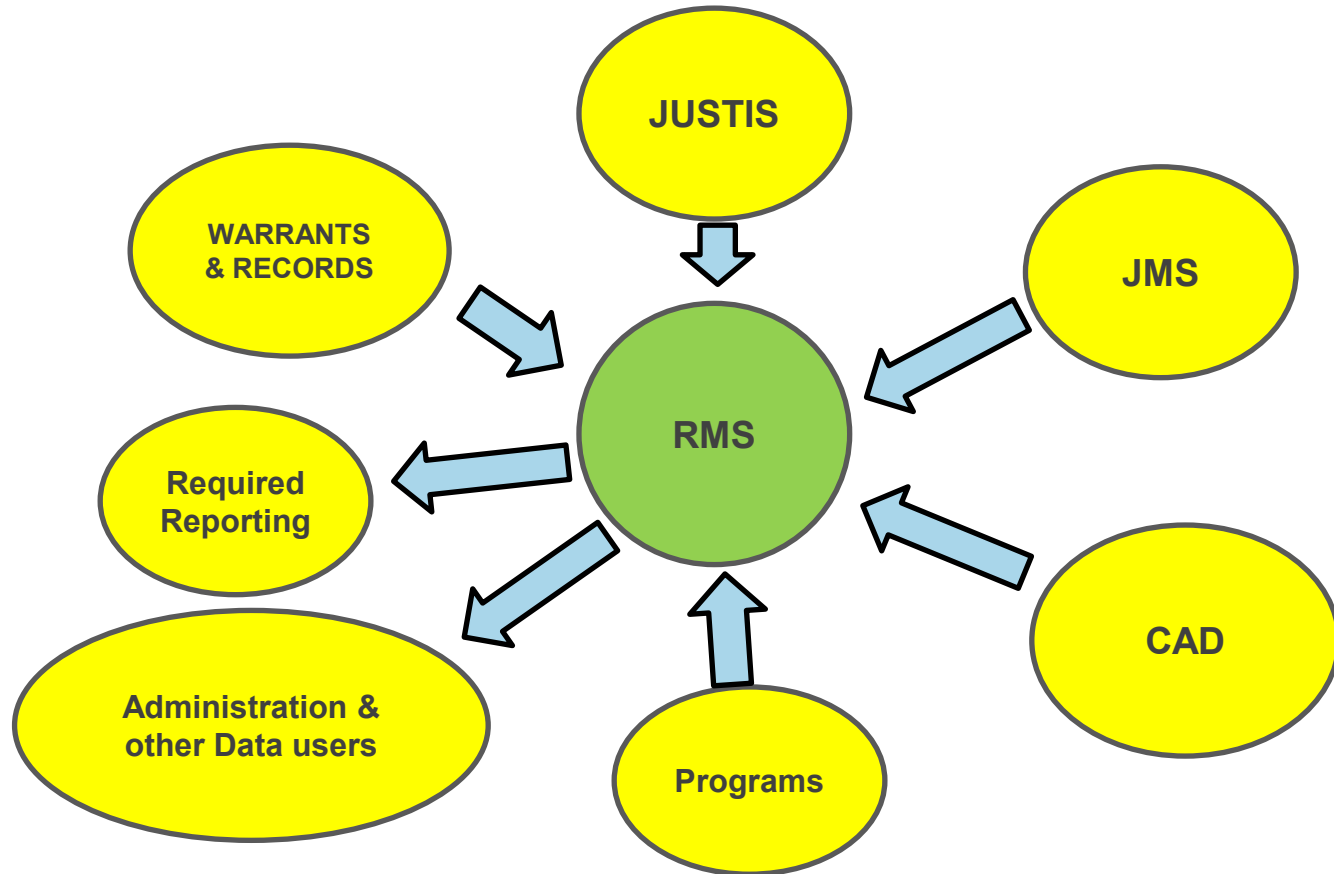 JUSTIS
WARRANTS
& RECORDS
JMS
RMS
Required
Reporting
CAD
Administration &
other Data users
Programs